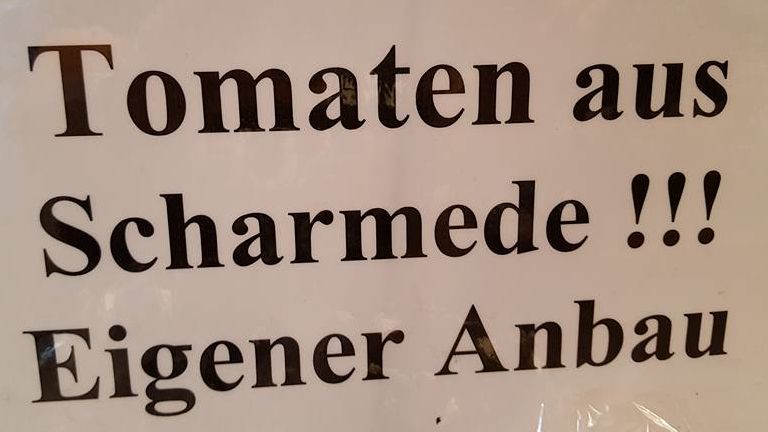 Tomaten aus
Scharmede !!!
Eigener Anbau